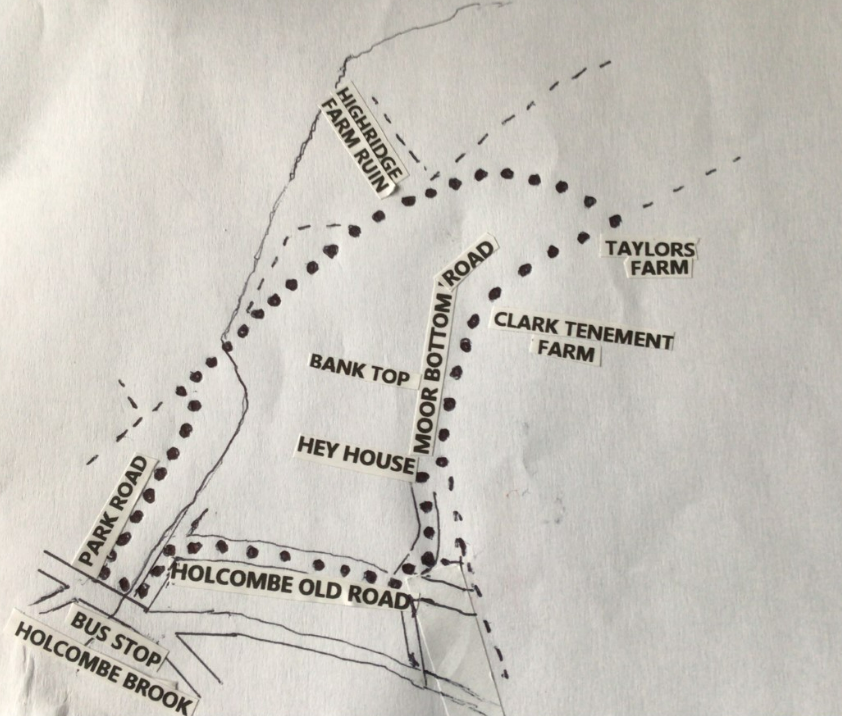 HIGHRIDGE
FARM RUIN
TAYLORS
FARM
MOOR BOTTOM ROAD
CLARK TENEMENT
FARM
BANK TOP
HEY HOUSE
PARK ROAD
HOLCOMBE OLD ROAD
BUS STOP
HOLCOMBE BROOK